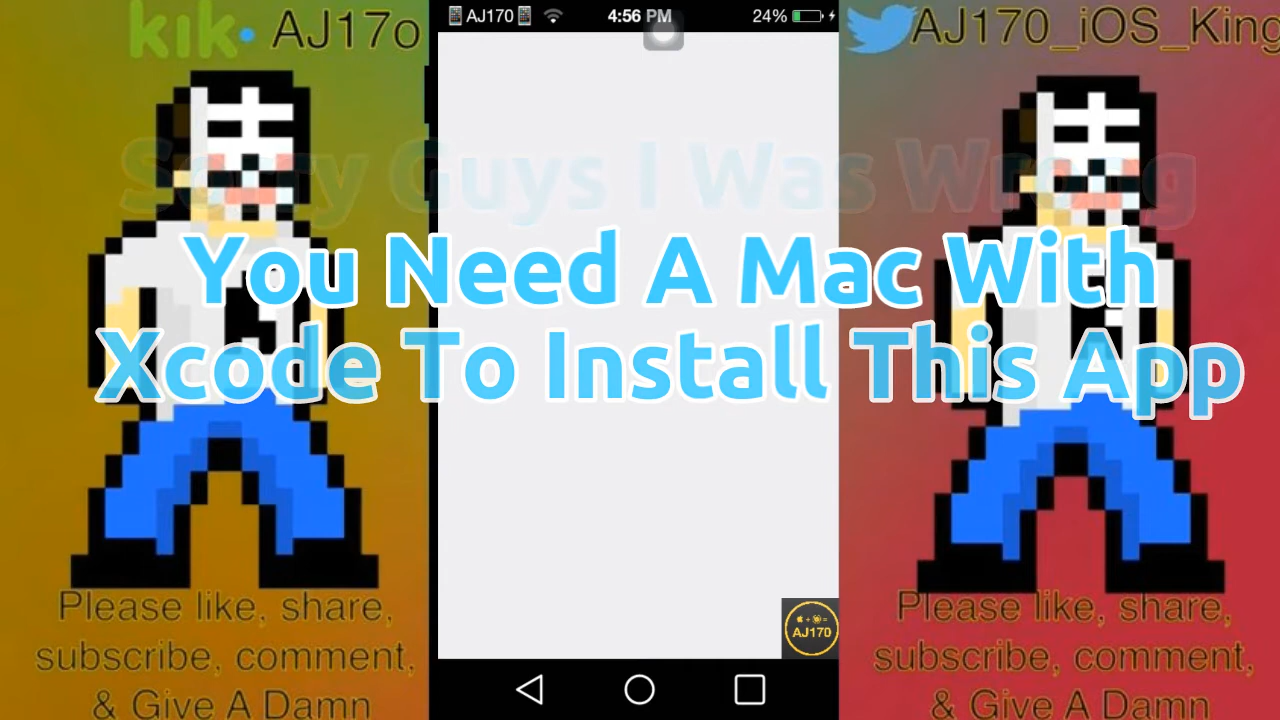 kik• AJ17o
📱AJ170📱 4:56 PM 24%
AJ170_iOS_King
Sorry Guys I Was Wrong
You Need A Mac With
Xcode To Install This App
Please like, share,
subscribe, comment,
& Give A Damn
AJ170
Please like, share,
subscribe, comment,
& Give A Damn